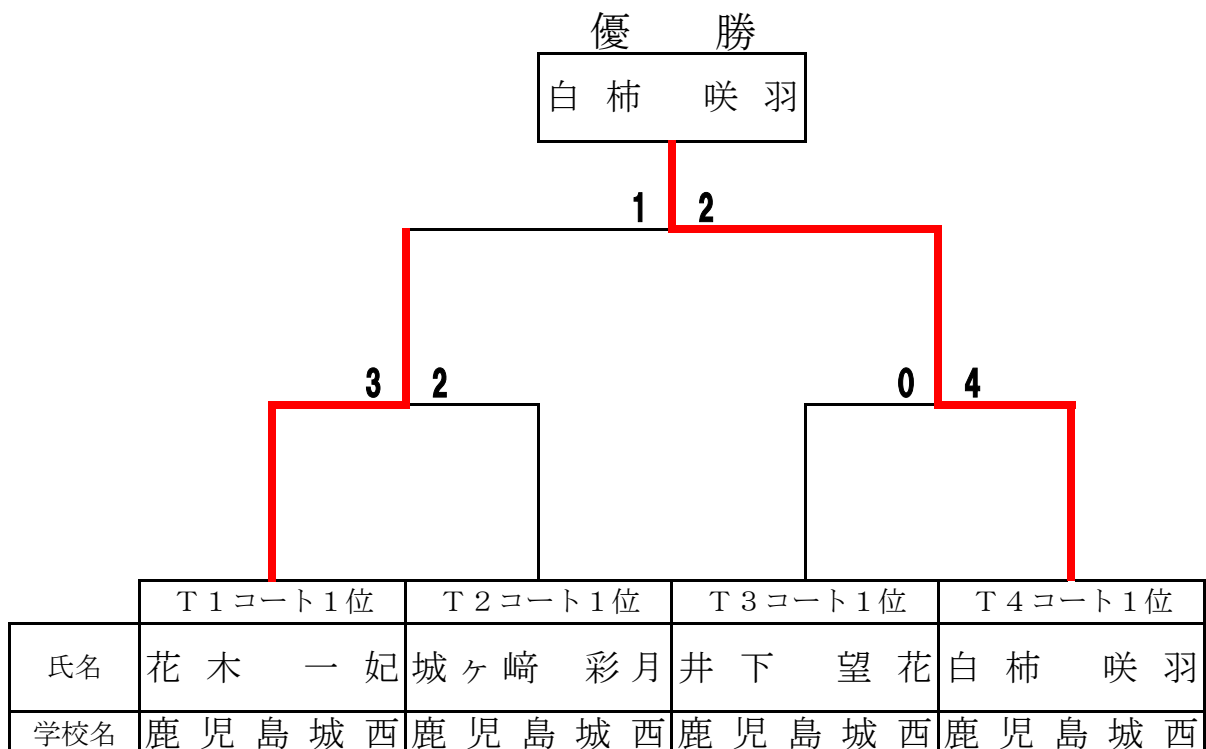 優 勝
白 柿 咲 羽
1 2
3 2 0 4
T1コート1位 T2コート1位 T3コート1位 T4コート1位
氏名 花 木 一 妃 城ヶ﨑 彩月 井 下 望 花 白 柿 咲 羽
学校名 鹿児島城西 鹿児島城西 鹿児島城西 鹿児島城西